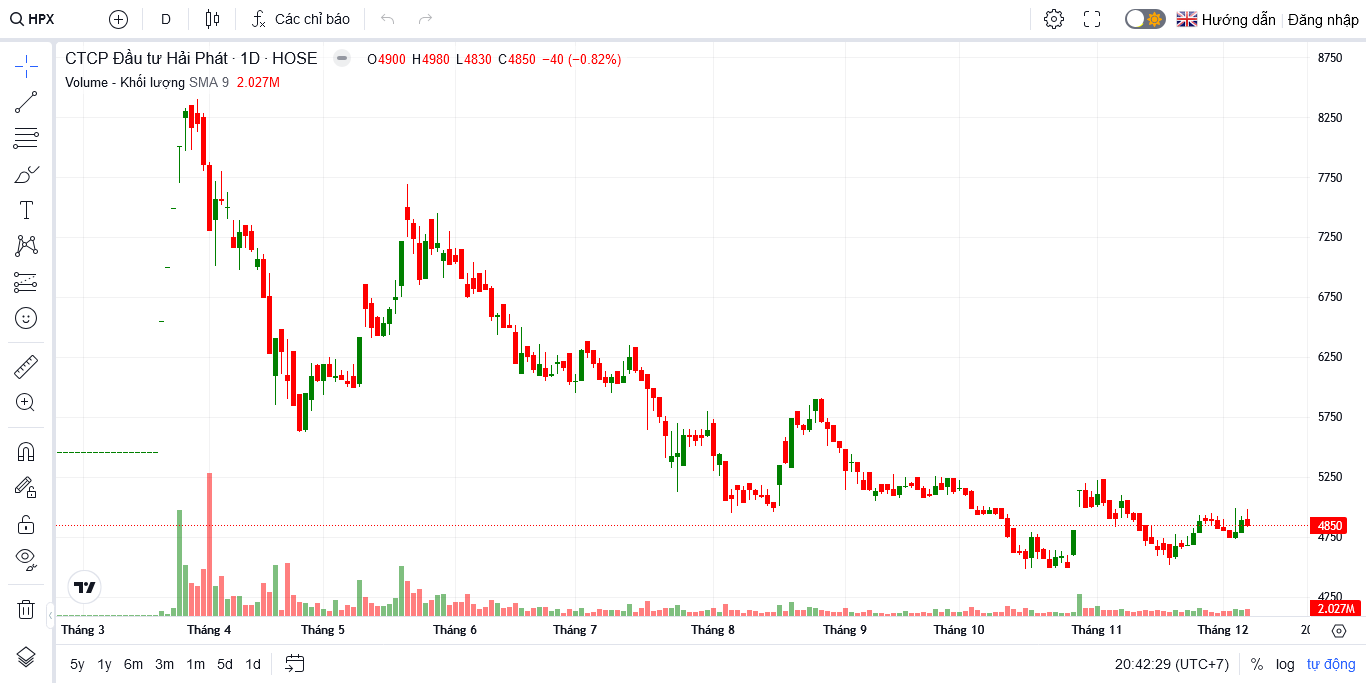 HPX D Các chỉ báo Hướng dẫn Đăng nhập
CTCP Đầu tư Hải Phát · 1D · HOSE O4900 H4980 L4830 C4850 −40 (−0.82%)
Volume - Khối lượng SMA 9 2.027M
8750
8250
7750
7250
6750
6250
5750
5250
4850
4750
4250
2.027M
Tháng 3 Tháng 4 Tháng 5 Tháng 6 Tháng 7 Tháng 8 Tháng 9 Tháng 10 Tháng 11 Tháng 12
5y 1y 6m 3m 1m 5d 1d 20:42:29 (UTC+7) % log tự động